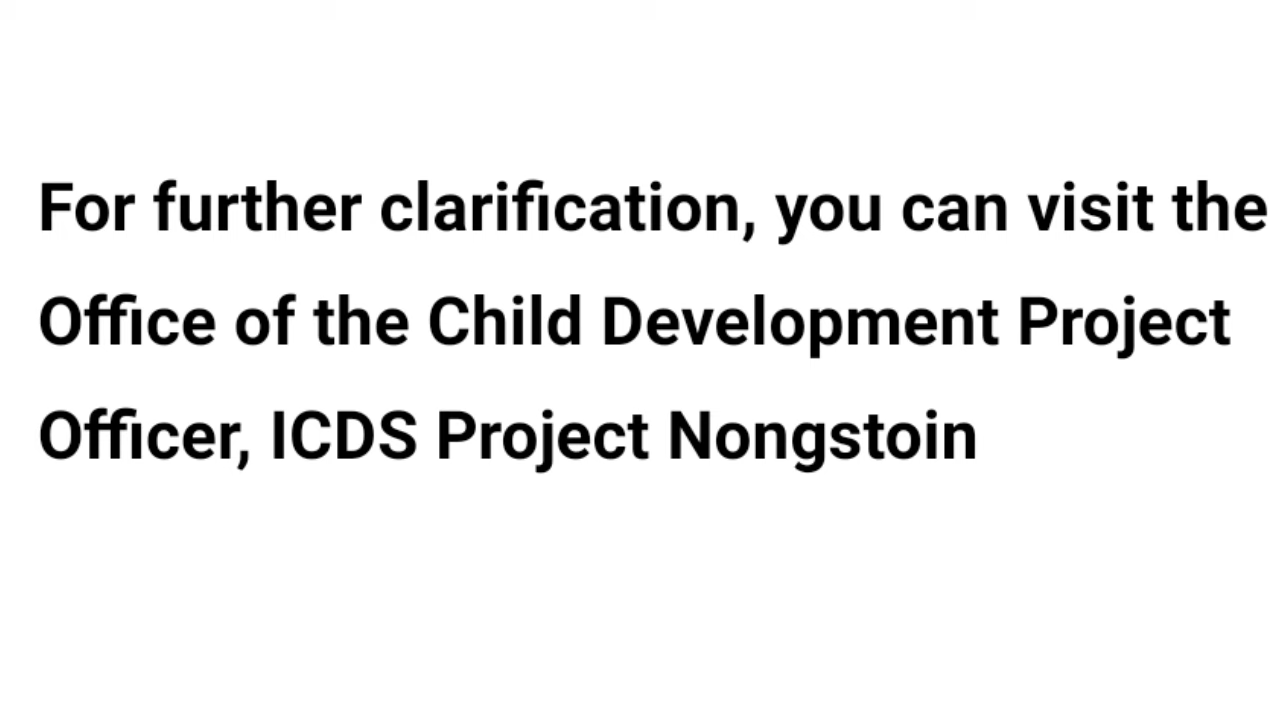 For further clarification, you can visit the
Office of the Child Development Project
Officer, ICDS Project Nongstoin